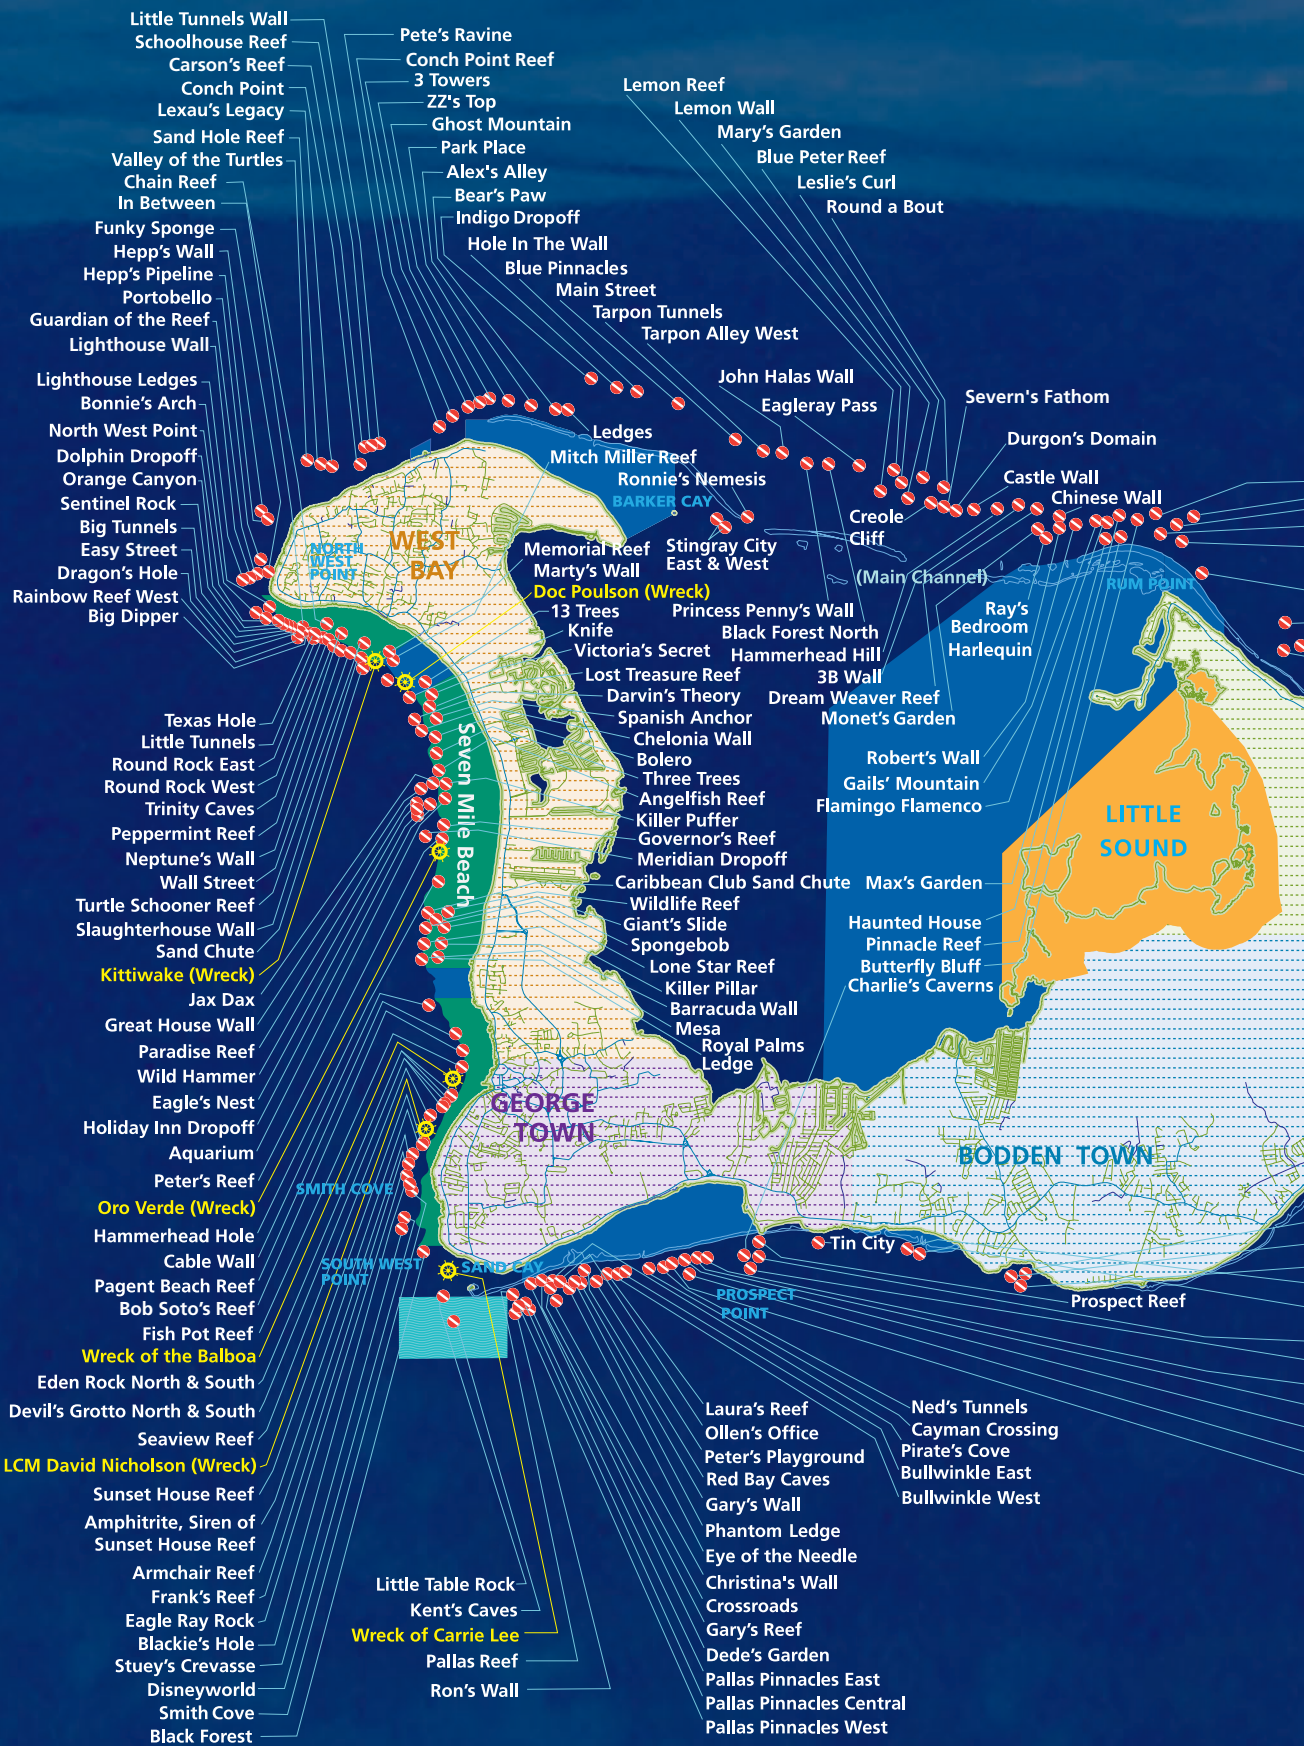 Little Tunnels Wall
Schoolhouse Reef
Carson's Reef
Conch Point
Lexau's Legacy
Sand Hole Reef
Valley of the Turtles
Chain Reef
In Between
Funky Sponge
Hepp's Wall
Hepp's Pipeline
Portobello
Guardian of the Reef
Lighthouse Wall
Lighthouse Ledges
Bonnie's Arch
North West Point
Dolphin Dropoff
Orange Canyon
Sentinel Rock
Big Tunnels
Easy Street
Dragon's Hole
Rainbow Reef West
Big Dipper
Pete's Ravine
Conch Point Reef
3 Towers
ZZ's Top
Ghost Mountain
Park Place
Alex's Alley
Bear's Paw
Indigo Dropoff
Hole In The Wall
Blue Pinnacles
Main Street
Tarpon Tunnels
Tarpon Alley West
Lemon Reef
Lemon Wall
Mary's Garden
Blue Peter Reef
Leslie's Curl
Round a Bout
John Halas Wall
Eagleray Pass
Severn's Fathom
Durgon's Domain
Castle Wall
Chinese Wall
Ledges
Mitch Miller Reef
Ronnie's Nemesis
BARKER CAY
Creole
Cliff
Stingray City
East & West
(Main Channel)
RUM POINT
NORTH
WEST
POINT
WEST
BAY
Memorial Reef
Marty's Wall
Doc Poulson (Wreck)
13 Trees
Knife
Victoria's Secret
Lost Treasure Reef
Darvin's Theory
Spanish Anchor
Chelonia Wall
Bolero
Three Trees
Angelfish Reef
Killer Puffer
Governor's Reef
Meridian Dropoff
Caribbean Club Sand Chute
Wildlife Reef
Giant's Slide
Spongebob
Lone Star Reef
Killer Pillar
Barracuda Wall
Mesa
Royal Palms
Ledge
Princess Penny's Wall
Black Forest North
Hammerhead Hill
3B Wall
Dream Weaver Reef
Monet's Garden
Ray's
Bedroom
Harlequin
Robert's Wall
Gails' Mountain
Flamingo Flamenco
Max's Garden
Haunted House
Pinnacle Reef
Butterfly Bluff
Charlie's Caverns
LITTLE
SOUND
Seven Mile Beach
Texas Hole
Little Tunnels
Round Rock East
Round Rock West
Trinity Caves
Peppermint Reef
Neptune's Wall
Wall Street
Turtle Schooner Reef
Slaughterhouse Wall
Sand Chute
Kittiwake (Wreck)
Jax Dax
Great House Wall
Paradise Reef
Wild Hammer
Eagle's Nest
Holiday Inn Dropoff
Aquarium
Peter's Reef
Oro Verde (Wreck)
Hammerhead Hole
Cable Wall
Pagent Beach Reef
Bob Soto's Reef
Fish Pot Reef
Wreck of the Balboa
Eden Rock North & South
Devil's Grotto North & South
Seaview Reef
LCM David Nicholson (Wreck)
Sunset House Reef
Amphitrite, Siren of
Sunset House Reef
Armchair Reef
Frank's Reef
Eagle Ray Rock
Blackie's Hole
Stuey's Crevasse
Disneyworld
Smith Cove
Black Forest
GEORGE
TOWN
BODDEN TOWN
SMITH COVE
SOUTH WEST
POINT
SAND CAY
PROSPECT
POINT
Tin City
Prospect Reef
Little Table Rock
Kent's Caves
Wreck of Carrie Lee
Pallas Reef
Ron's Wall
Laura's Reef
Ollen's Office
Peter's Playground
Red Bay Caves
Gary's Wall
Phantom Ledge
Eye of the Needle
Christina's Wall
Crossroads
Gary's Reef
Dede's Garden
Pallas Pinnacles East
Pallas Pinnacles Central
Pallas Pinnacles West
Ned's Tunnels
Cayman Crossing
Pirate's Cove
Bullwinkle East
Bullwinkle West